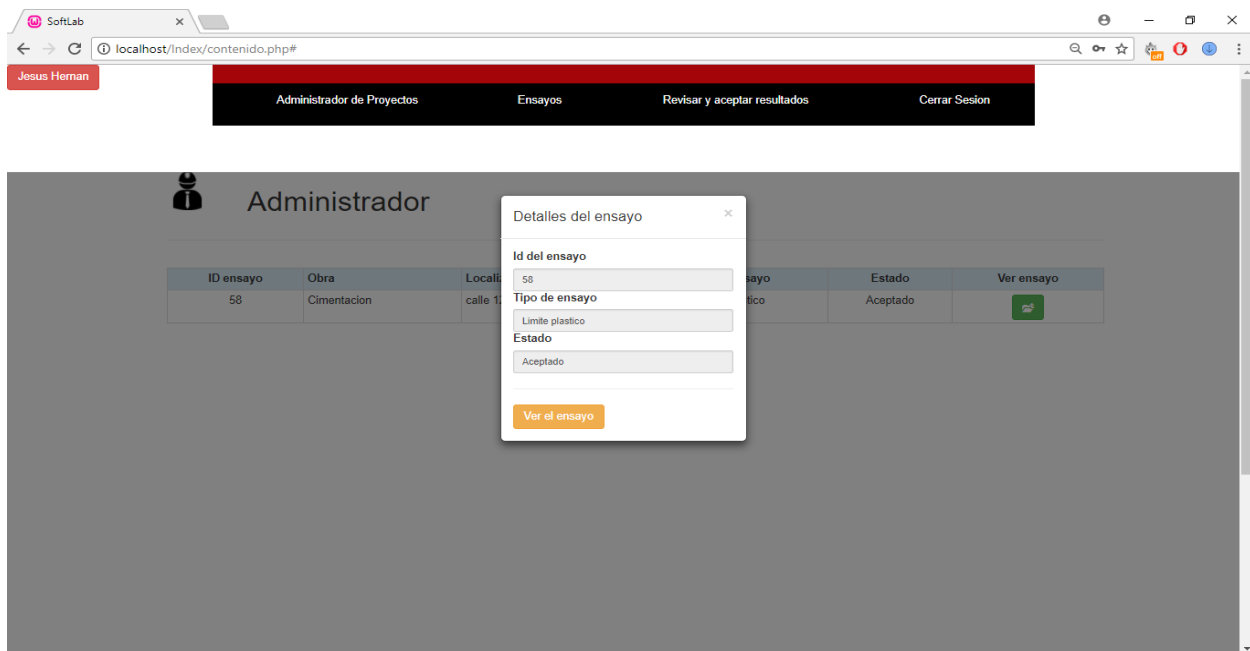 SoftLab
localhost/Index/contenido.php#
off
Jesus Hernan
Administrador de Proyectos Ensayos Revisar y aceptar resultados Cerrar Sesion
Administrador
Detalles del ensayo ×
Id del ensayo
58
Tipo de ensayo
Limite plastico
Estado
Aceptado
Ver el ensayo
ID ensayo Obra Estado Ver ensayo
58 Cimentacion calle Aceptado